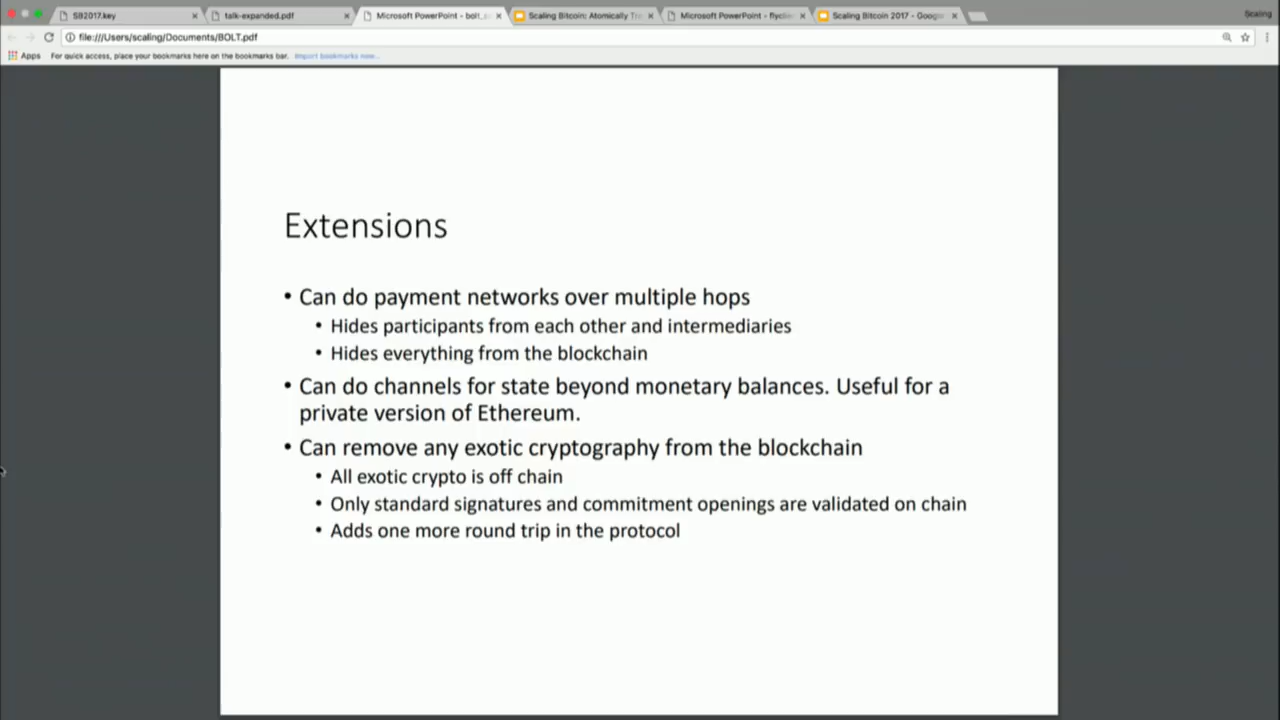 SB2017.key
talk-expanded.pdf
Microsoft PowerPoint - bolt_
Scaling Bitcoin: Atomically Tr
Microsoft PowerPoint - flyclie
Scaling Bitcoin 2017 - Google
Scaling
file:///Users/scaling/Documents/BOLT.pdf
Apps
For quick access, place your bookmarks here on the bookmarks bar. Import bookmarks now...
Extensions
• Can do payment networks over multiple hops
• Hides participants from each other and intermediaries
• Hides everything from the blockchain
• Can do channels for state beyond monetary balances. Useful for a
private version of Ethereum.
• Can remove any exotic cryptography from the blockchain
• All exotic crypto is off chain
• Only standard signatures and commitment openings are validated on chain
• Adds one more round trip in the protocol